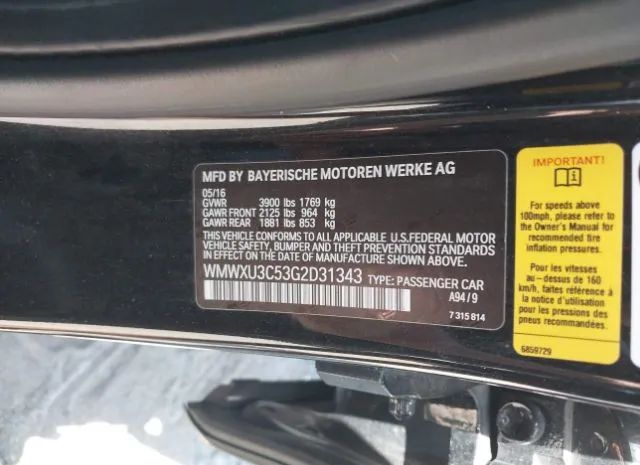 MFD BY BAYERISCHE MOTOREN WERKE AG
05/16
GVWR 3900 lbs 1769 kg
GAWR FRONT 2125 lbs 964 kg
GAWR REAR 1881 lbs 853 kg
THIS VEHICLE CONFORMS TO ALL APPLICABLE U.S.FEDERAL MOTOR
VEHICLE SAFETY, BUMPER, AND THEFT PREVENTION STANDARDS
IN EFFECT ON THE DATE OF MANUFACTURE SHOWN ABOVE.
WMWXU3C53G2D31343 TYPE: PASSENGER CAR
A94/9
7 315 814
IMPORTANT!
For speeds above
100mph, please refer to
the Owner's Manual for
recommended cold tire
inflation pressures.
Pour les vitesses
au-dessus de 160
km/h, faites référence à
la notice d'utilisation
pour des pressions de
pneu recommandées.
6859729